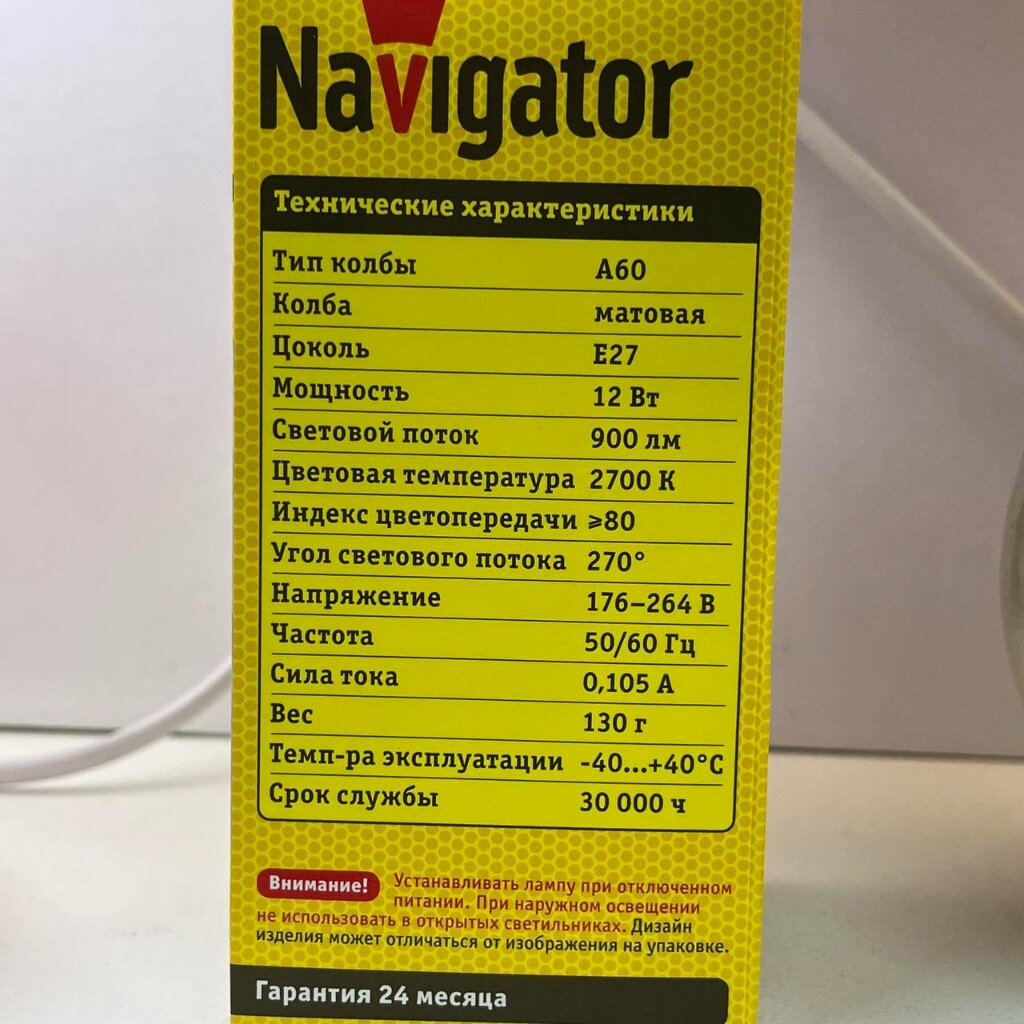 Navigator
Технические характеристики
Тип колбы A60
Колба матовая
Цоколь E27
Мощность 12 Вт
Световой поток 900 лм
Цветовая температура 2700 К
Индекс цветопередачи ≥80
Угол светового потока 270°
Напряжение 176–264 В
Частота 50/60 Гц
Сила тока 0,105 А
Вес 130 г
Темп-ра эксплуатации -40...+40°C
Срок службы 30 000 ч
Внимание! Устанавливать лампу при отключенном
питании. При наружном освещении
не использовать в открытых светильниках. Дизайн
изделия может отличаться от изображения на упаковке.
Гарантия 24 месяца